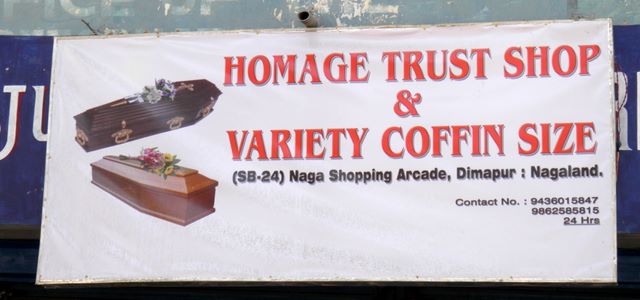 HOMAGE TRUST SHOP
&
VARIETY COFFIN SIZE
(SB-24) Naga Shopping Arcade, Dimapur : Nagaland.
Contact No. : 9436015847
9862585815
24 Hrs